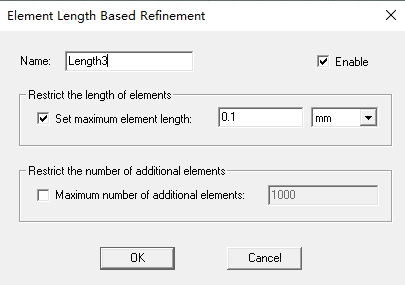 Element Length Based Refinement
Name: Length3 Enable
Restrict the length of elements
Set maximum element length: 0.1 mm
Restrict the number of additional elements
Maximum number of additional elements: 1000
OK Cancel